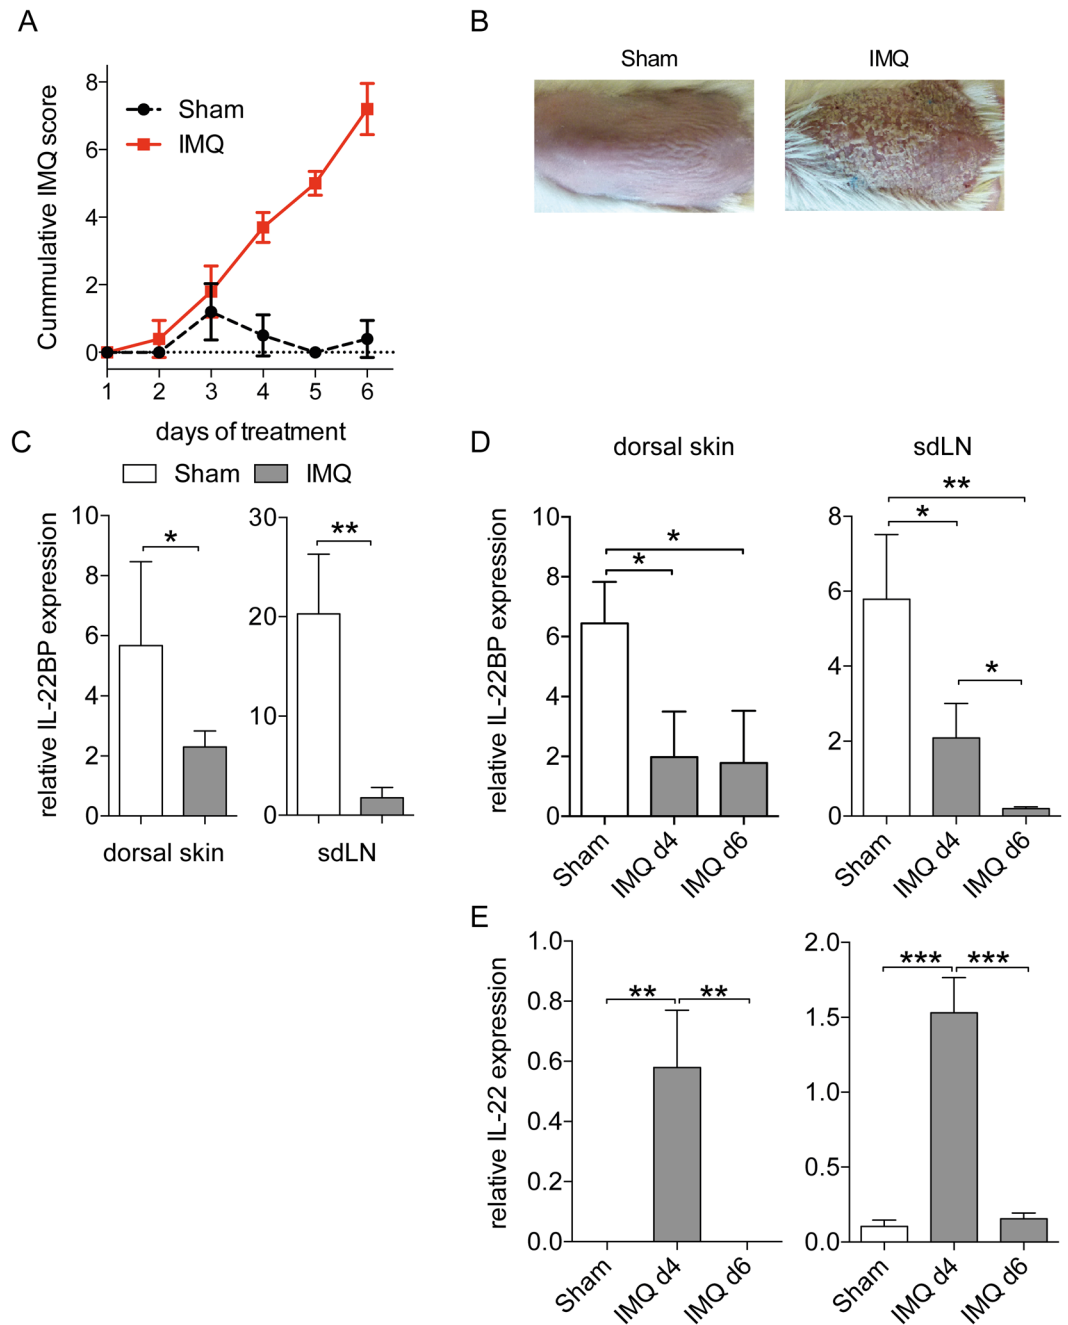 A
B
Sham
IMQ
Cummulative IMQ score
8
6
4
2
0
Sham
IMQ
1 2 3 4 5 6
days of treatment
C
Sham IMQ
relative IL-22BP expression
10
8
6
4
2
0
*
dorsal skin
30
20
10
0
**
sdLN
D
dorsal skin
sdLN
relative IL-22BP expression
10
8
6
4
2
0
*
*
Sham IMQ d4 IMQ d6
8
6
4
2
0
**
*
*
Sham IMQ d4 IMQ d6
E
relative IL-22 expression
1.0
0.8
0.6
0.4
0.2
0.0
** **
Sham IMQ d4 IMQ d6
2.0
1.5
1.0
0.5
0.0
*** ***
Sham IMQ d4 IMQ d6